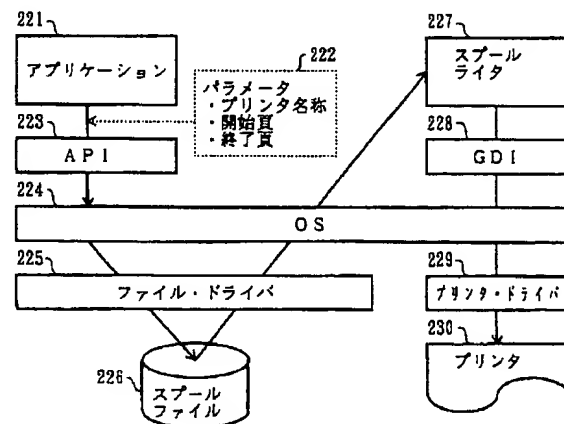 221
アプリケーション
222
パラメータ
・プリンタ名称
・開始頁
・終了頁
223
API
224
OS
225
ファイル・ドライバ
226
スプール
ファイル
227
スプール
ライタ
228
GDI
229
プリンタ・ドライバ
230
プリンタ